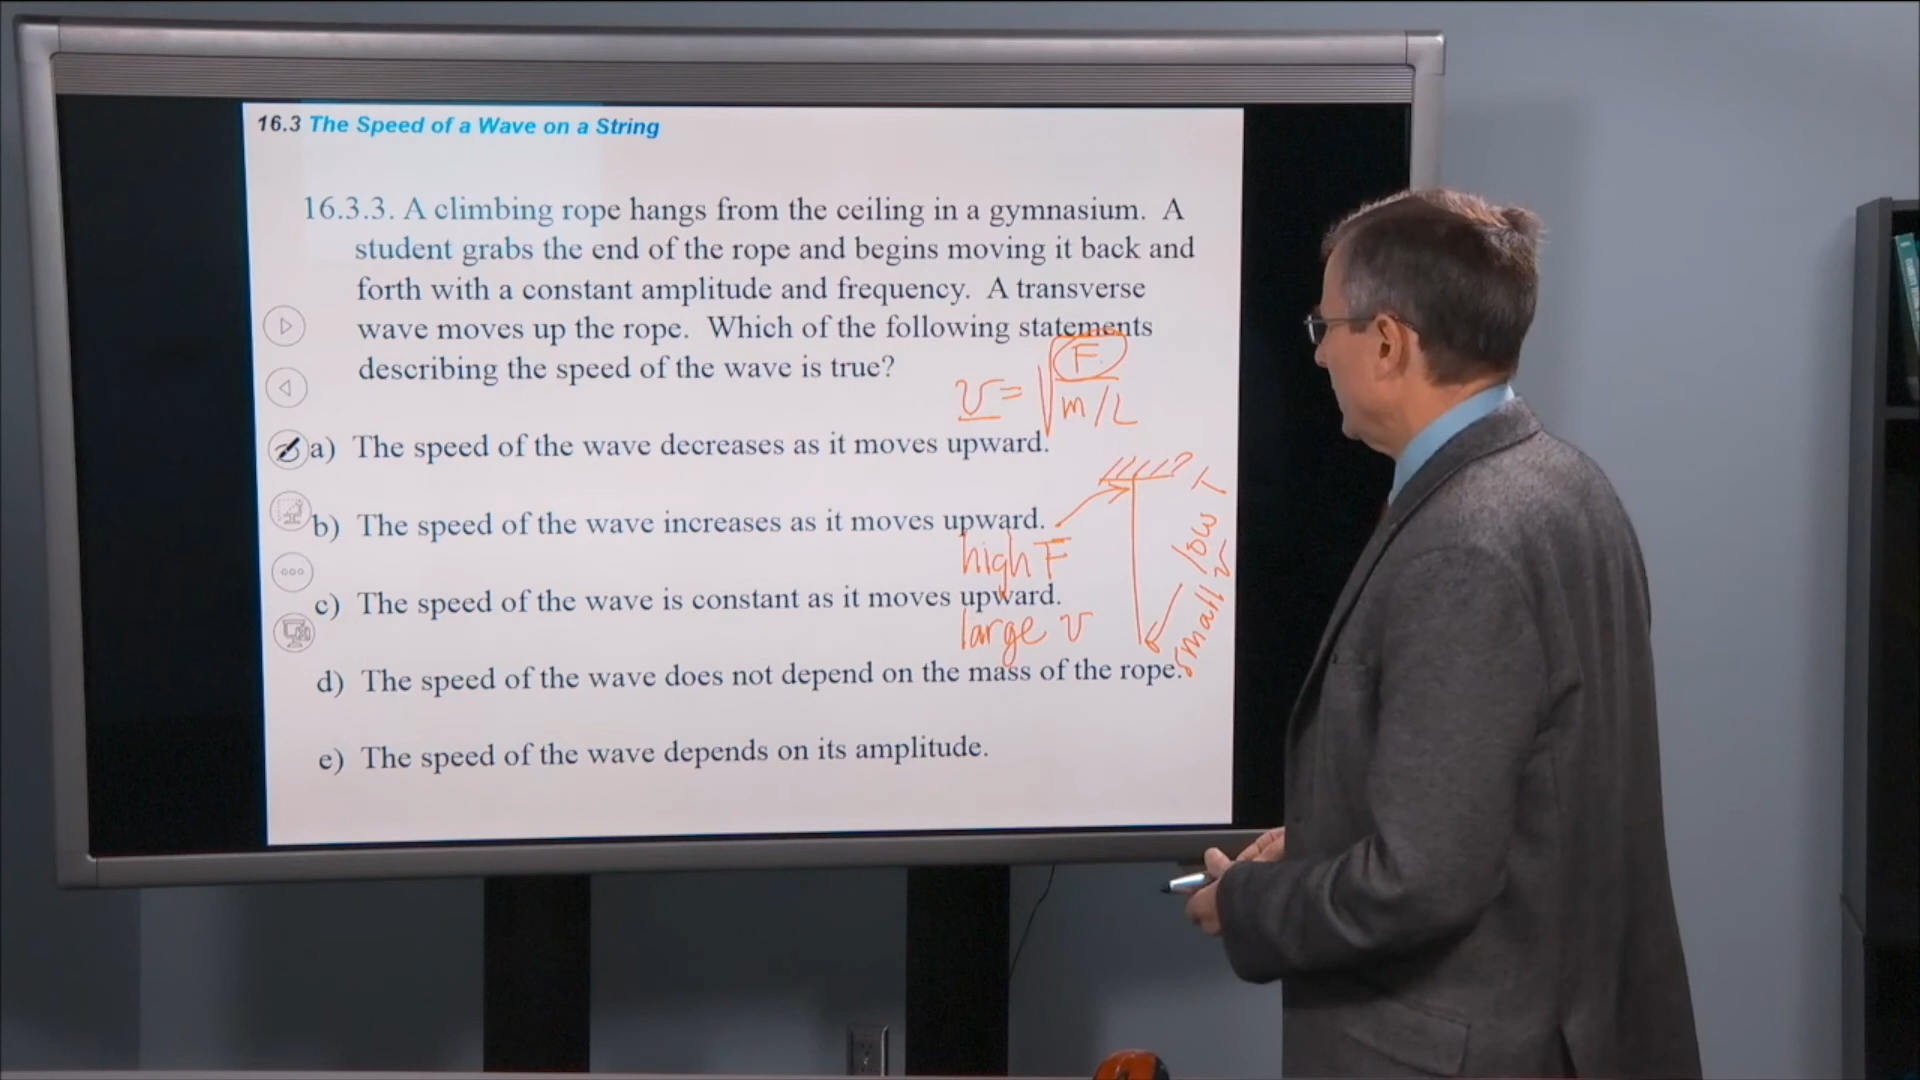 16.3 The Speed of a Wave on a String
16.3.3. A climbing rope hangs from the ceiling in a gymnasium. A
student grabs the end of the rope and begins moving it back and
forth with a constant amplitude and frequency. A transverse
wave moves up the rope. Which of the following statements
describing the speed of the wave is true?
v = √F
m/L
a) The speed of the wave decreases as it moves upward.
b) The speed of the wave increases as it moves upward.
high F
c) The speed of the wave is constant as it moves upward.
large v
low T
small v
d) The speed of the wave does not depend on the mass of the rope.
e) The speed of the wave depends on its amplitude.